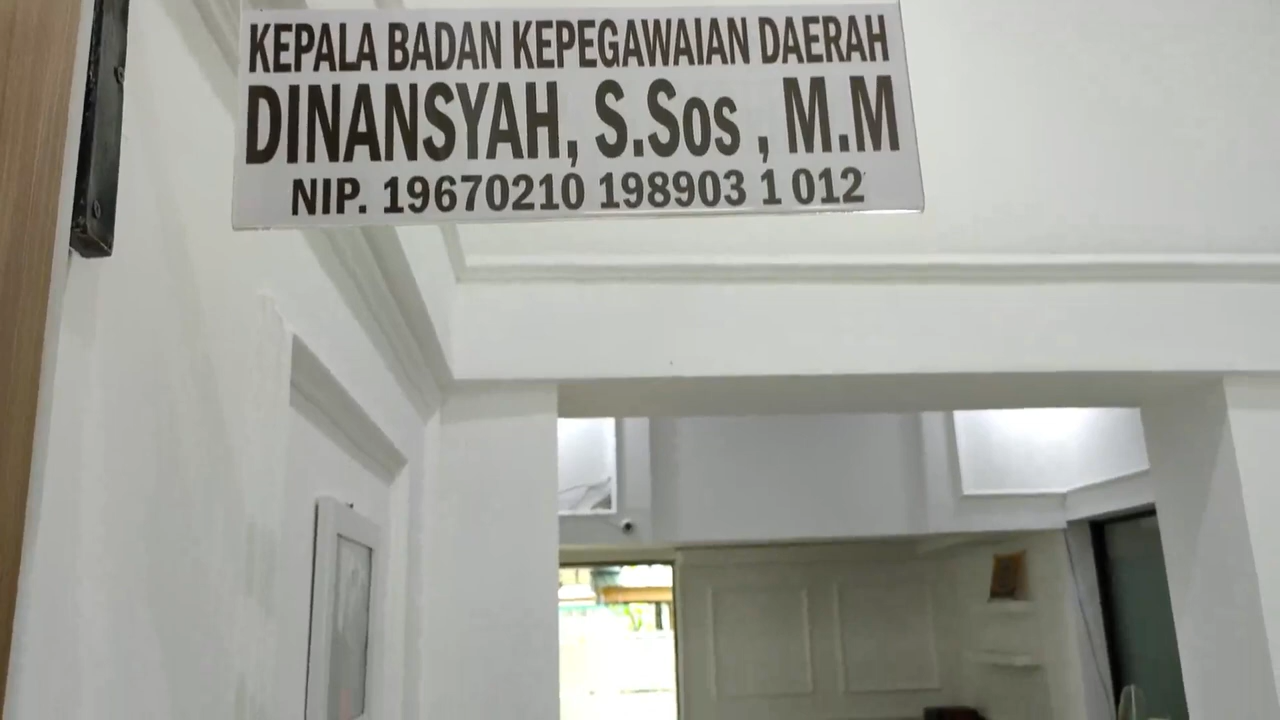 KEPALA BADAN KEPEGAWAIAN DAERAH
DINANSYAH, S.Sos , M.M
NIP. 19670210 198903 1 012